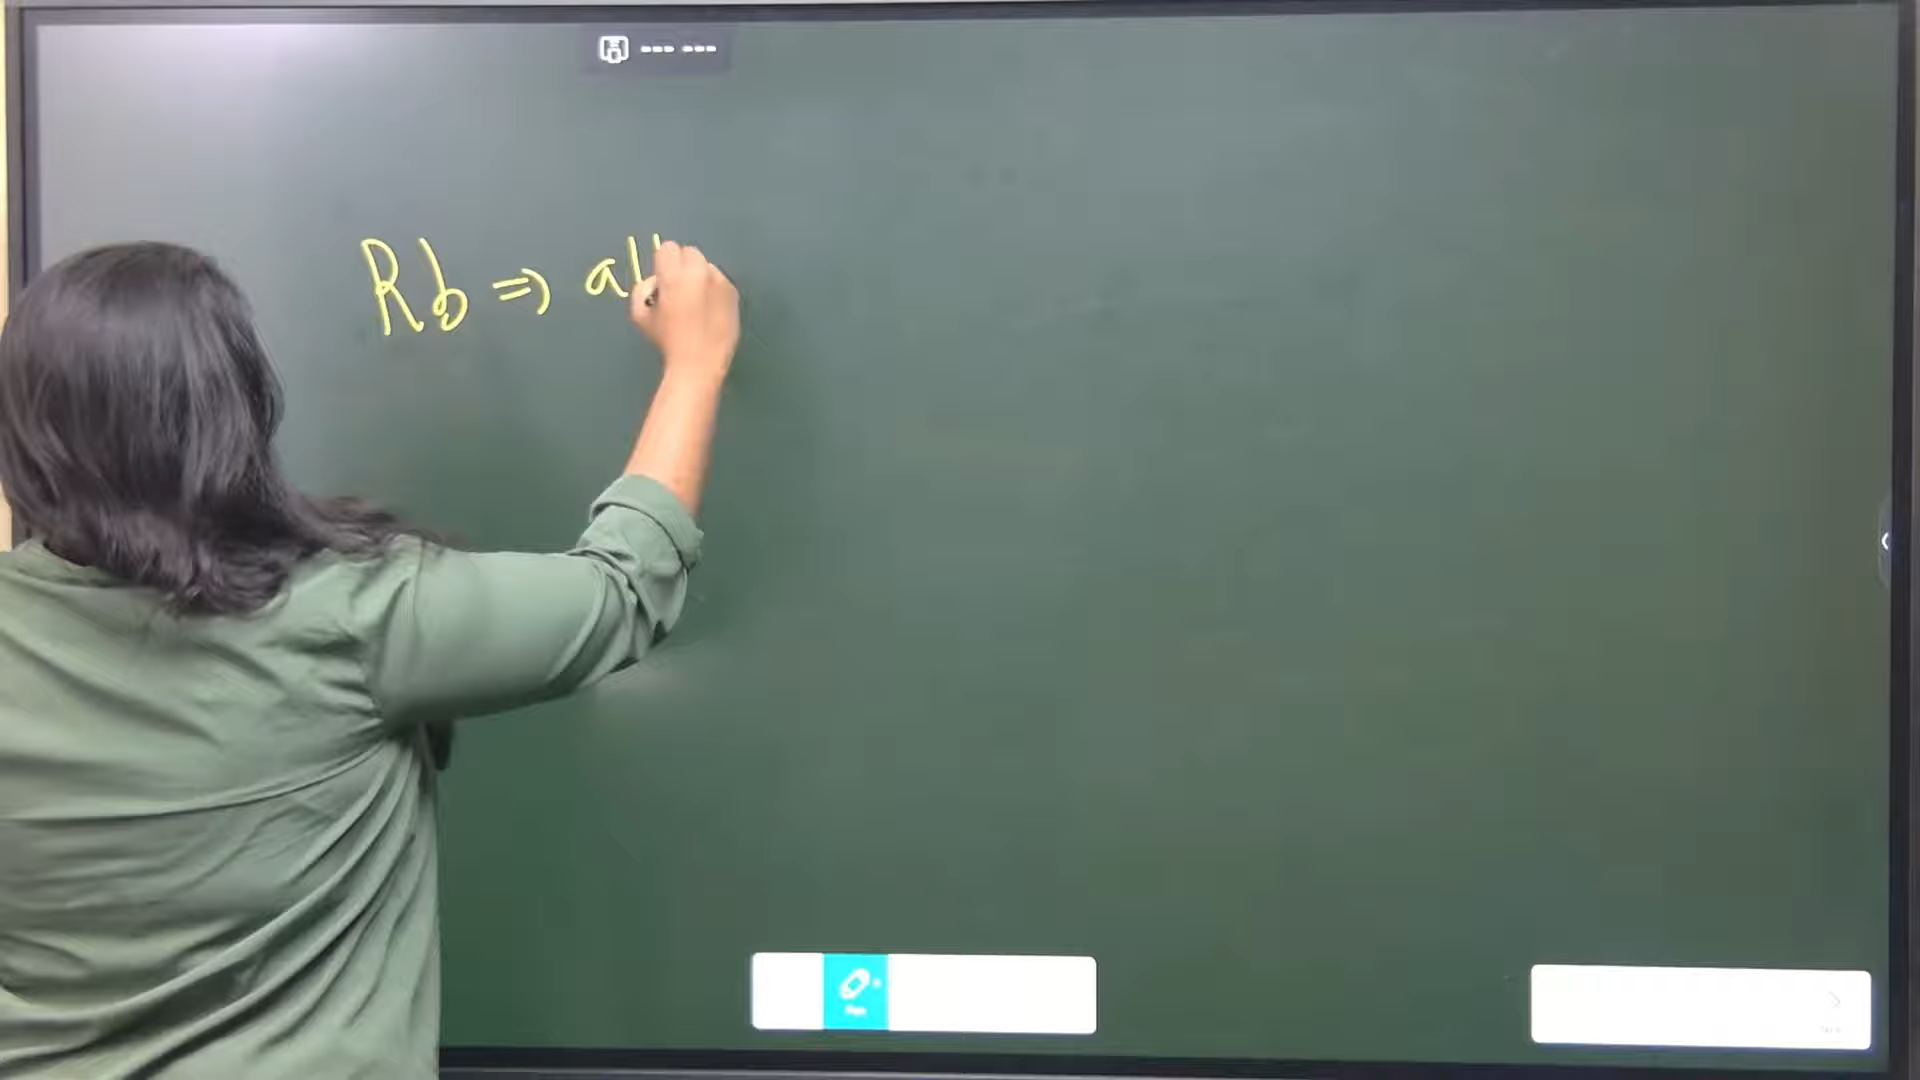 Rb ⇒ al